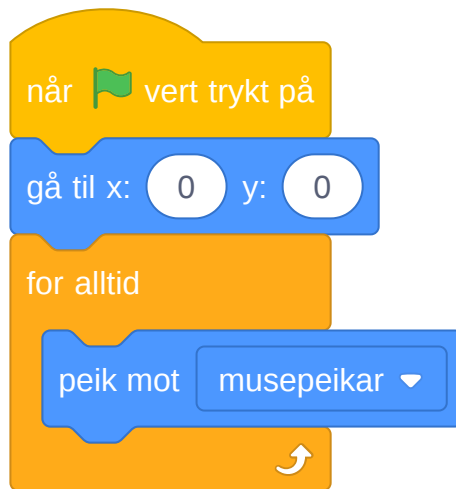 når vert trykt på
gå til x: 0 y: 0
for alltid
peik mot musepeikar